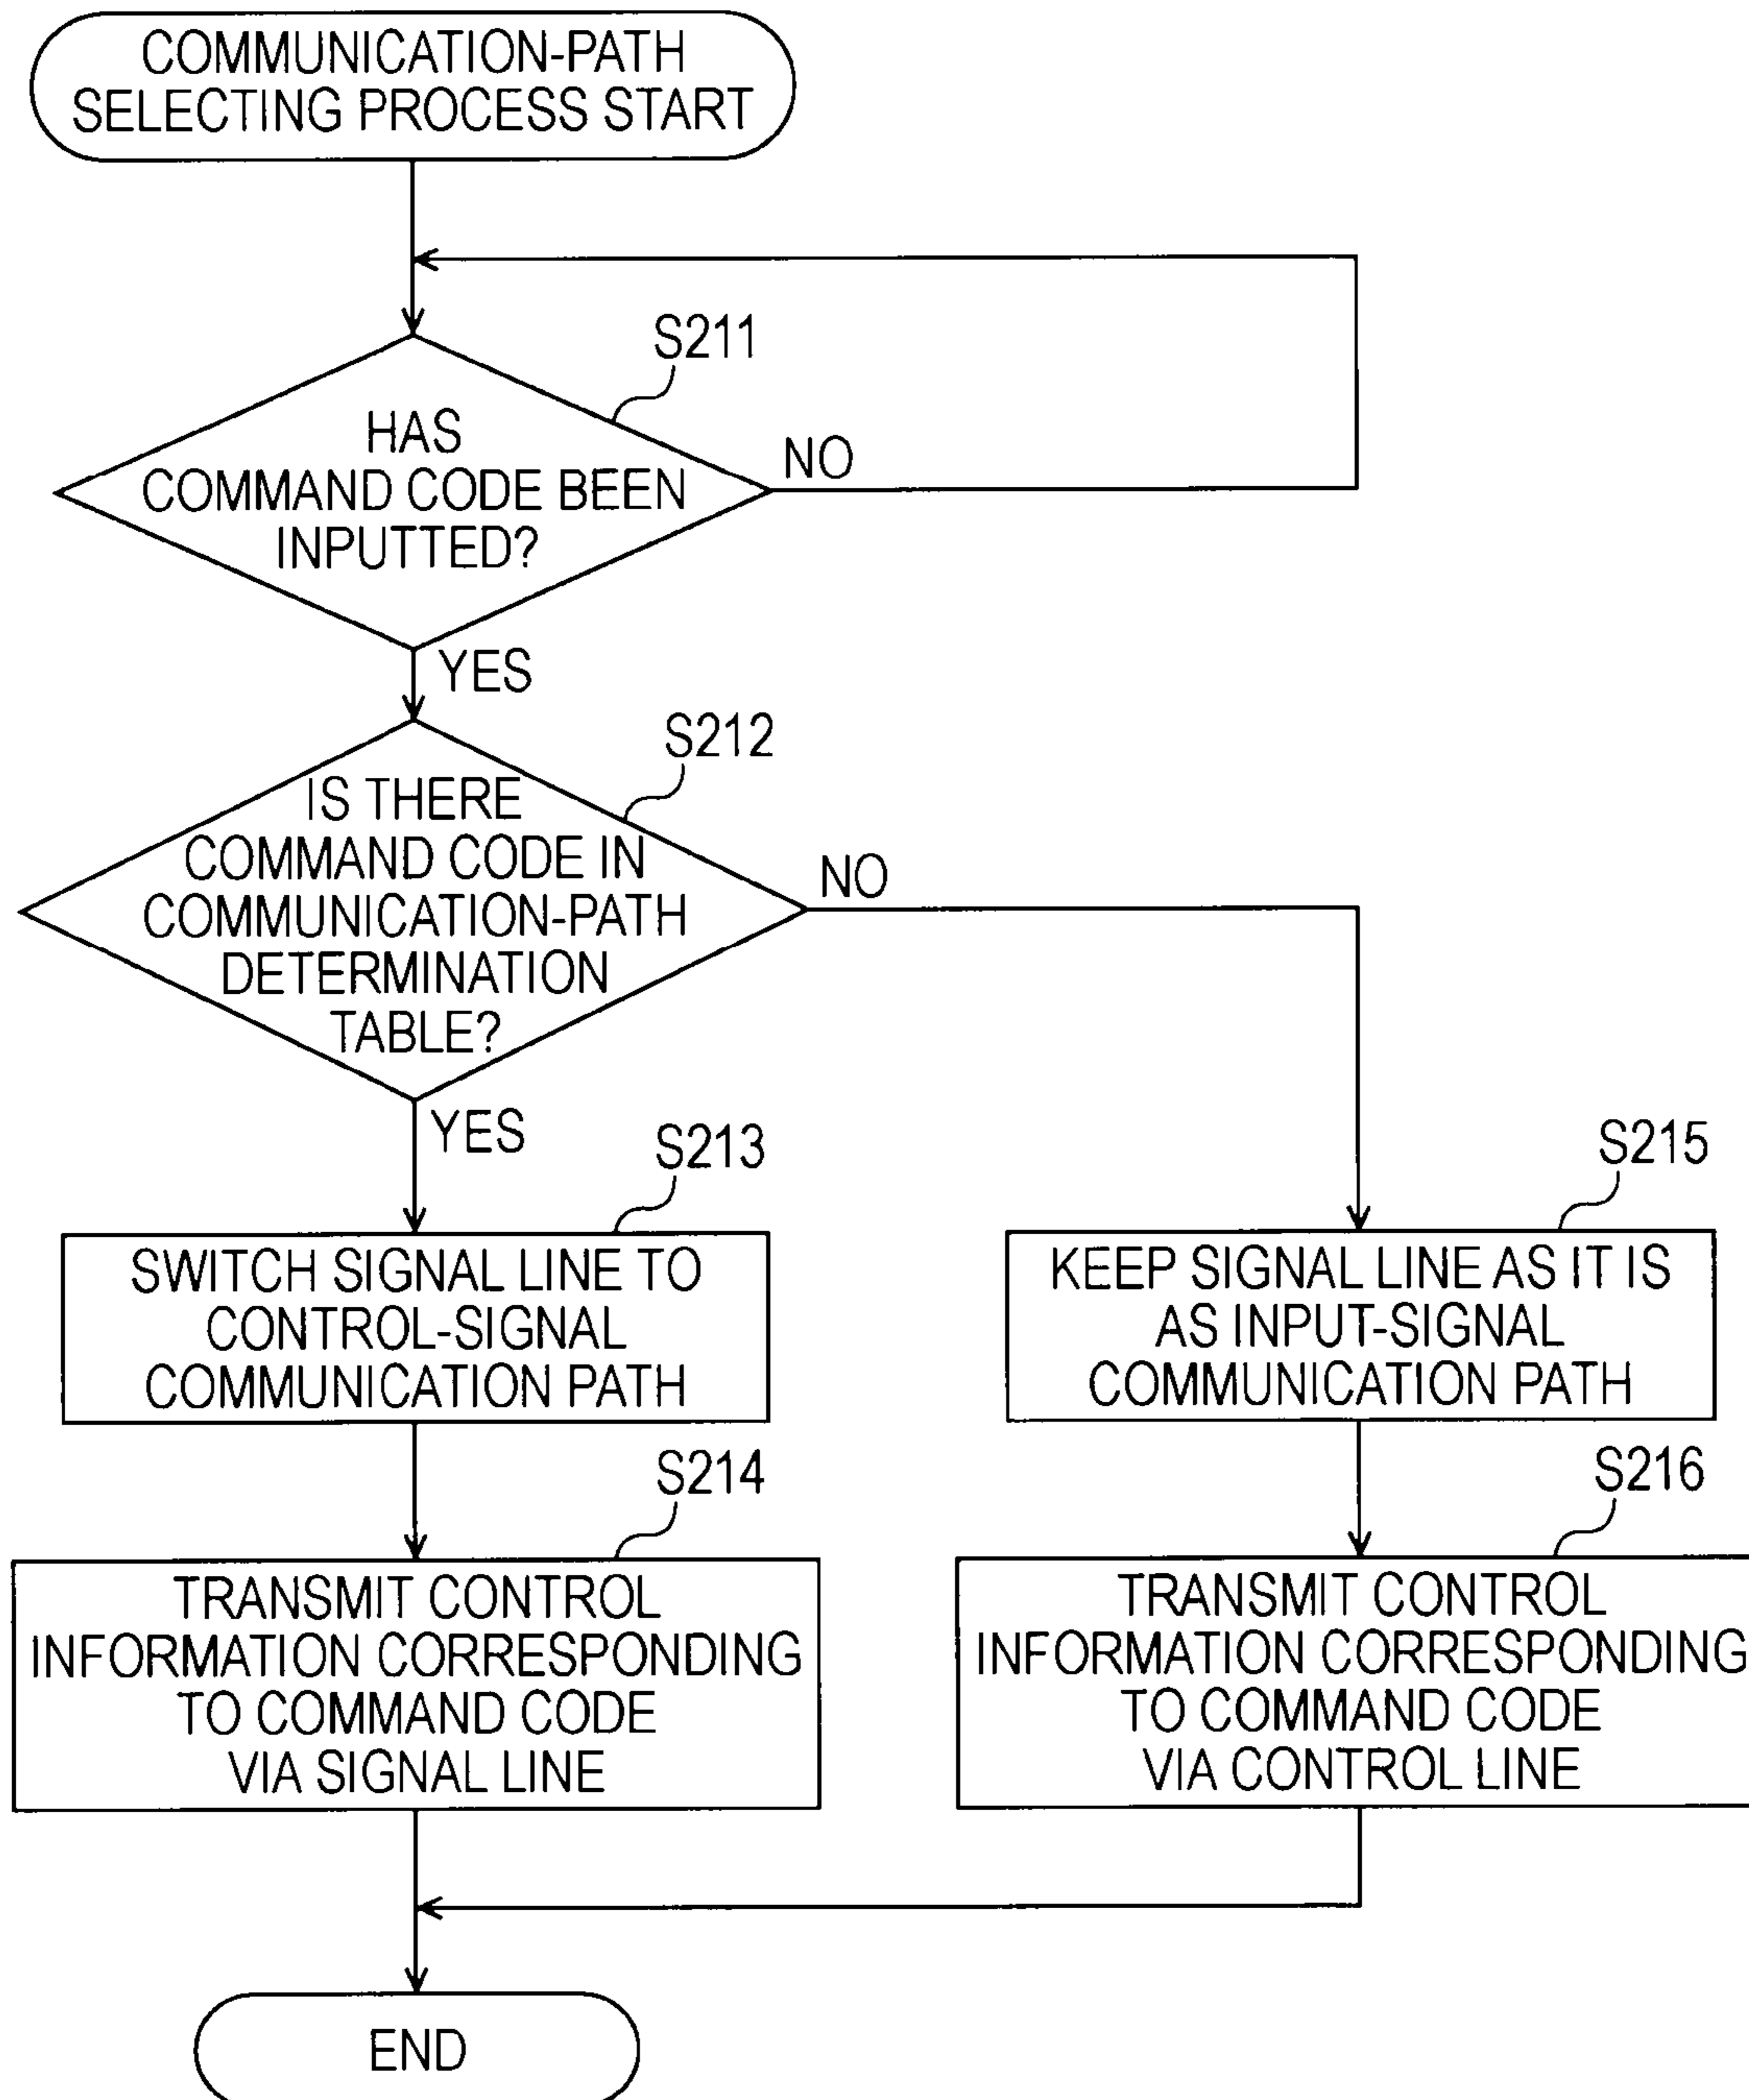 COMMUNICATION-PATH
SELECTING PROCESS START
S211
HAS
COMMAND CODE BEEN
INPUTTED?
NO
YES
S212
IS THERE
COMMAND CODE IN
COMMUNICATION-PATH
DETERMINATION
TABLE?
NO
YES
S213
SWITCH SIGNAL LINE TO
CONTROL-SIGNAL
COMMUNICATION PATH
S215
KEEP SIGNAL LINE AS IT IS
AS INPUT-SIGNAL
COMMUNICATION PATH
S214
TRANSMIT CONTROL
INFORMATION CORRESPONDING
TO COMMAND CODE
VIA SIGNAL LINE
S216
TRANSMIT CONTROL
INFORMATION CORRESPONDING
TO COMMAND CODE
VIA CONTROL LINE
END